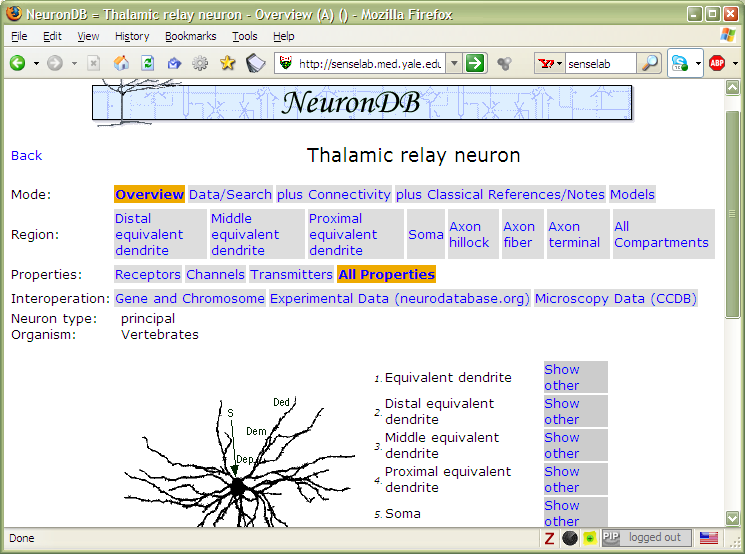 NeuronDB = Thalamic relay neuron - Overview (A) () - Mozilla Firefox
File Edit View History Bookmarks Tools Help
http://senselab.med.yale.edu senselab
NeuronDB
Back Thalamic relay neuron
Mode: Overview Data/Search plus Connectivity plus Classical References/Notes Models
Region: Distal equivalent dendrite Middle equivalent dendrite Proximal equivalent dendrite Soma Axon hillock Axon fiber Axon terminal All Compartments
Properties: Receptors Channels Transmitters All Properties
Interoperation: Gene and Chromosome Experimental Data (neurodatabase.org) Microscopy Data (CCDB)
Neuron type: principal
Organism: Vertebrates
S Ded
Dem
Dep
1. Equivalent dendrite Show other
2. Distal equivalent dendrite Show other
3. Middle equivalent dendrite Show other
4. Proximal equivalent dendrite Show other
5. Soma Show other
Done Z PIP logged out
ABP